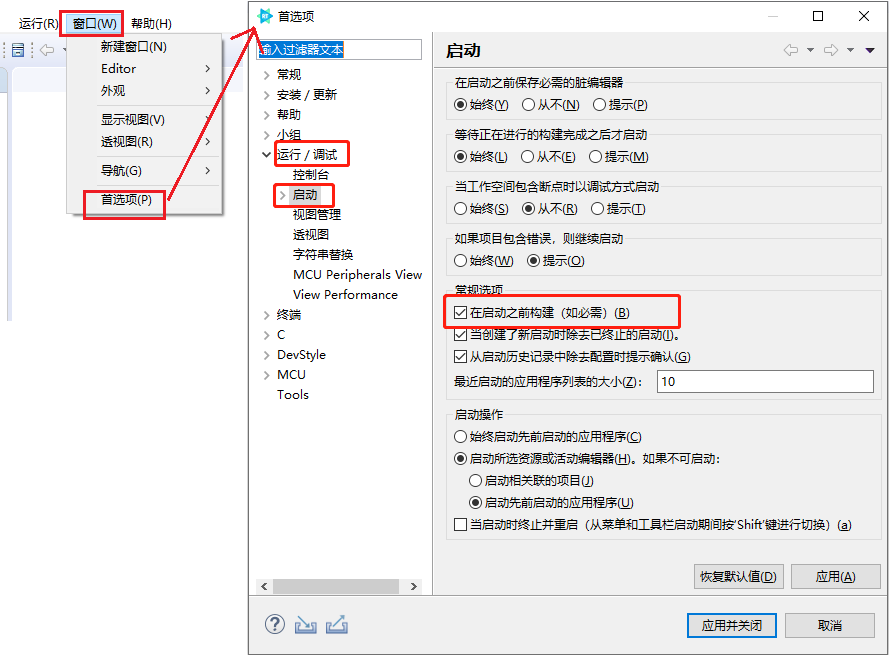 运行(R) 窗口(W) 帮助(H)
新建窗口(N)
Editor
外观
显示视图(V)
透视图(R)
导航(G)
首选项(P)
首选项
输入过滤器文本
常规
安装 / 更新
帮助
小组
运行 / 调试
控制台
启动
视图管理
透视图
字符串替换
MCU Peripherals View
View Performance
终端
C
DevStyle
MCU
Tools
启动
在启动之前保存必需的脏编辑器
始终(Y) 从不(N) 提示(P)
等待正在进行的构建完成之后才启动
始终(L) 从不(E) 提示(M)
当工作空间包含断点时以调试方式启动
始终(S) 从不(R) 提示(T)
如果项目包含错误，则继续启动
始终(W) 提示(O)
常规选项
在启动之前构建（如必需）(B)
当创建了新启动时除去已终止的启动(I)。
从启动历史记录中除去配置时提示确认(G)
最近启动的应用程序列表的大小(Z)： 10
启动操作
始终启动先前启动的应用程序(C)
启动所选资源或活动编辑器(H)。如果不可启动：
启动相关联的项目(J)
启动先前启动的应用程序(U)
当启动时终止并重启（从菜单和工具栏启动期间按'Shift'键进行切换）(a)
恢复默认值(D) 应用(A)
应用并关闭 取消